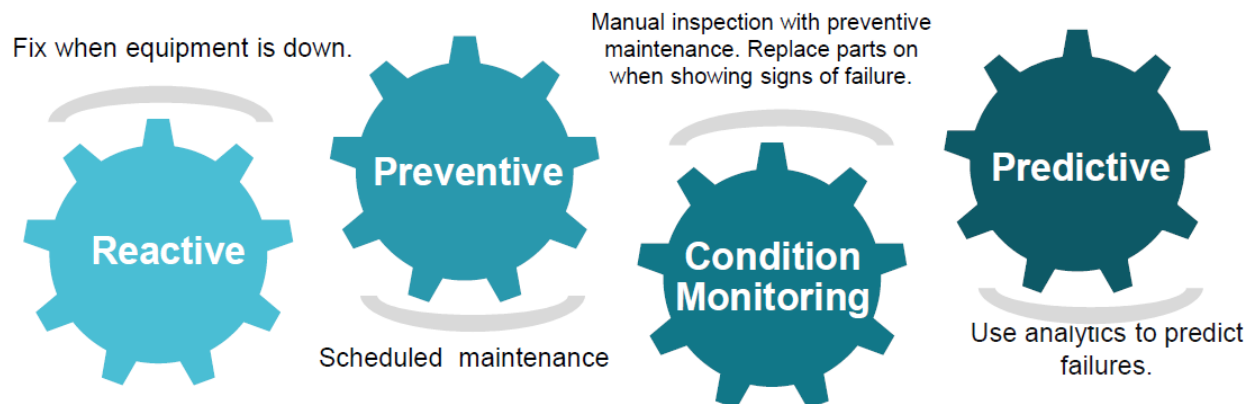 Fix when equipment is down.
Reactive
Preventive
Scheduled maintenance
Manual inspection with preventive
maintenance. Replace parts on
when showing signs of failure.
Condition
Monitoring
Predictive
Use analytics to predict
failures.